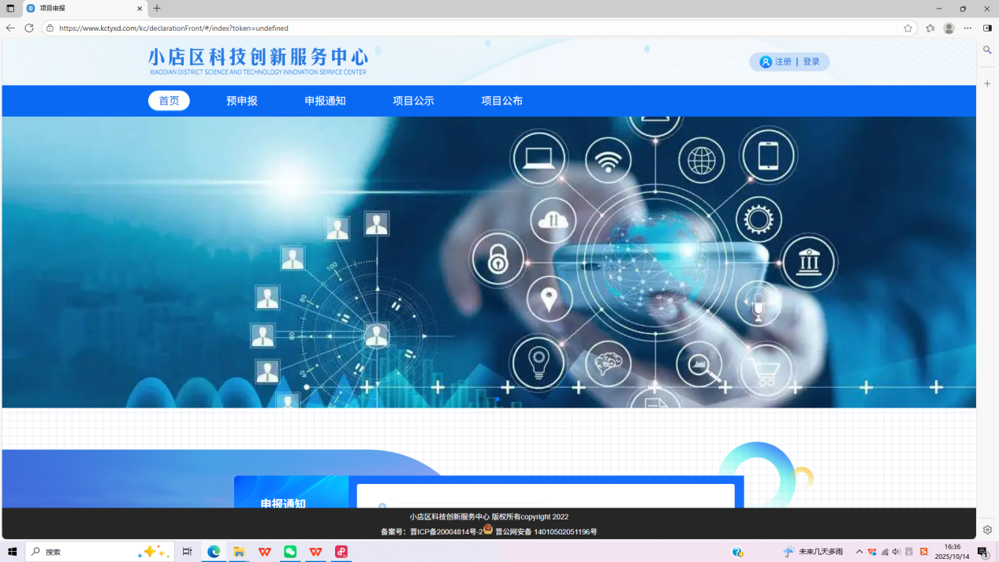 项目申报
https://www.kctyxd.com/kc/declarationFront/#/index?token=undefined
小店区科技创新服务中心
XIAODIAN DISTRICT SCIENCE AND TECHNOLOGY INNOVATION SERVICE CENTER
注册 | 登录
首页 预申报 申报通知 项目公示 项目公布
100
80
60
40
申报通知
小店区科技创新服务中心 版权所有copyright 2022
备案号：晋ICP备20004814号-2 晋公网安备 14010502051196号
搜索
未来几天多雨
16:36
2025/10/14